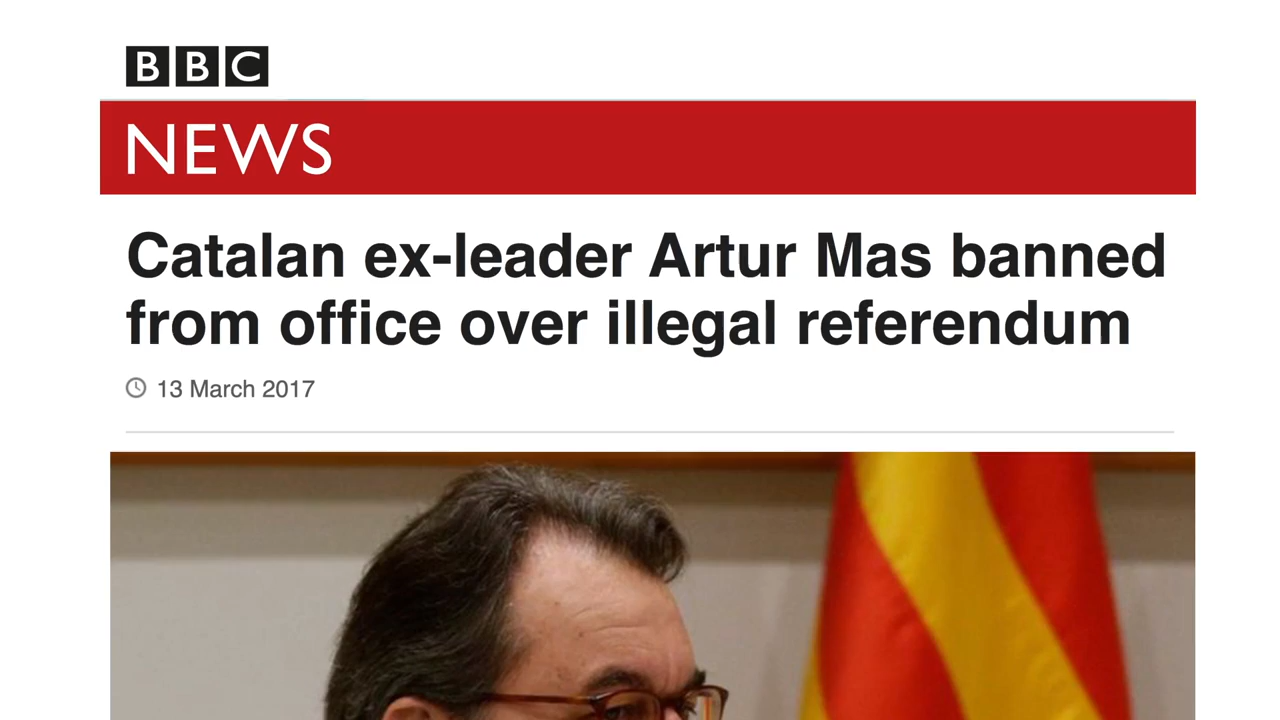 BBC
NEWS
Catalan ex-leader Artur Mas banned
from office over illegal referendum
13 March 2017